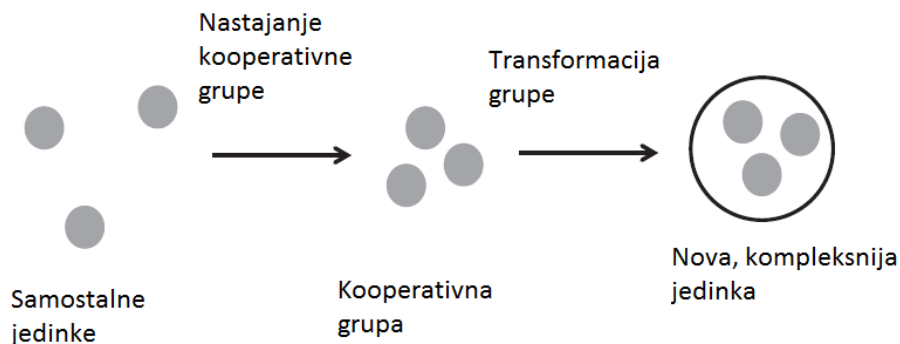 Nastajanje
kooperativne
grupe
Transformacija
grupe
Samostalne
jedinke
Kooperativna
grupa
Nova, kompleksnija
jedinka